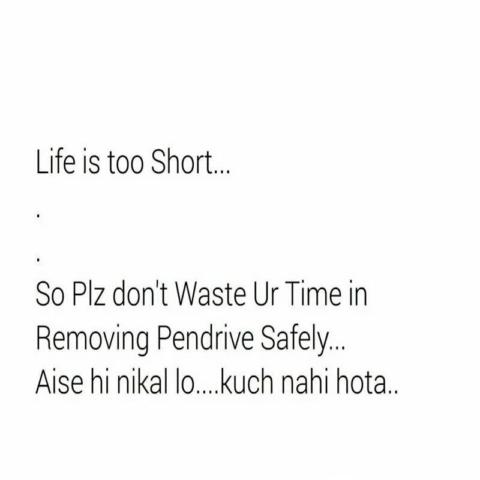 Life is too Short...
.
.
So Plz don't Waste Ur Time in
Removing Pendrive Safely...
Aise hi nikal lo....kuch nahi hota..